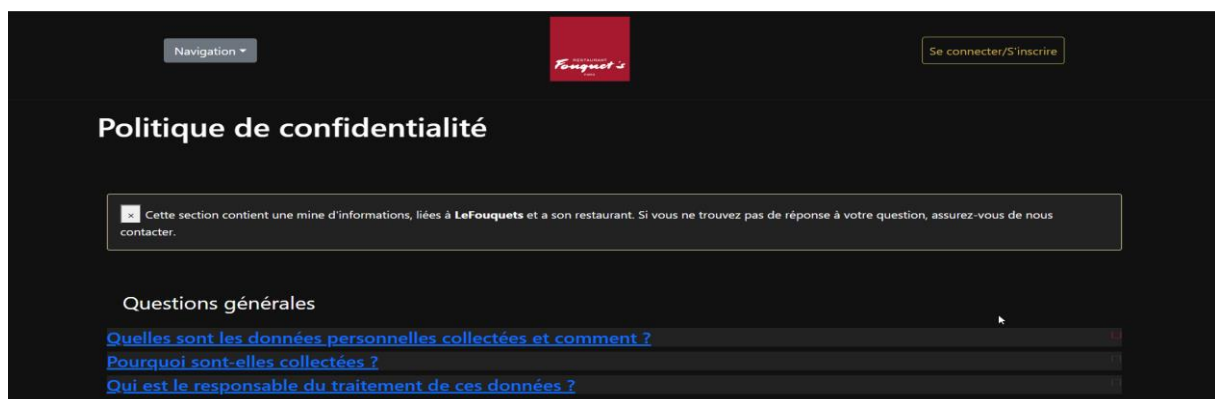 Navigation
RESTAURANT
Fouquet's
PARIS
Se connecter/S'inscrire
Politique de confidentialité
× Cette section contient une mine d'informations, liées à LeFouquets et a son restaurant. Si vous ne trouvez pas de réponse à votre question, assurez-vous de nous
contacter.
Questions générales
Quelles sont les données personnelles collectées et comment ?
Pourquoi sont-elles collectées ?
Qui est le responsable du traitement de ces données ?